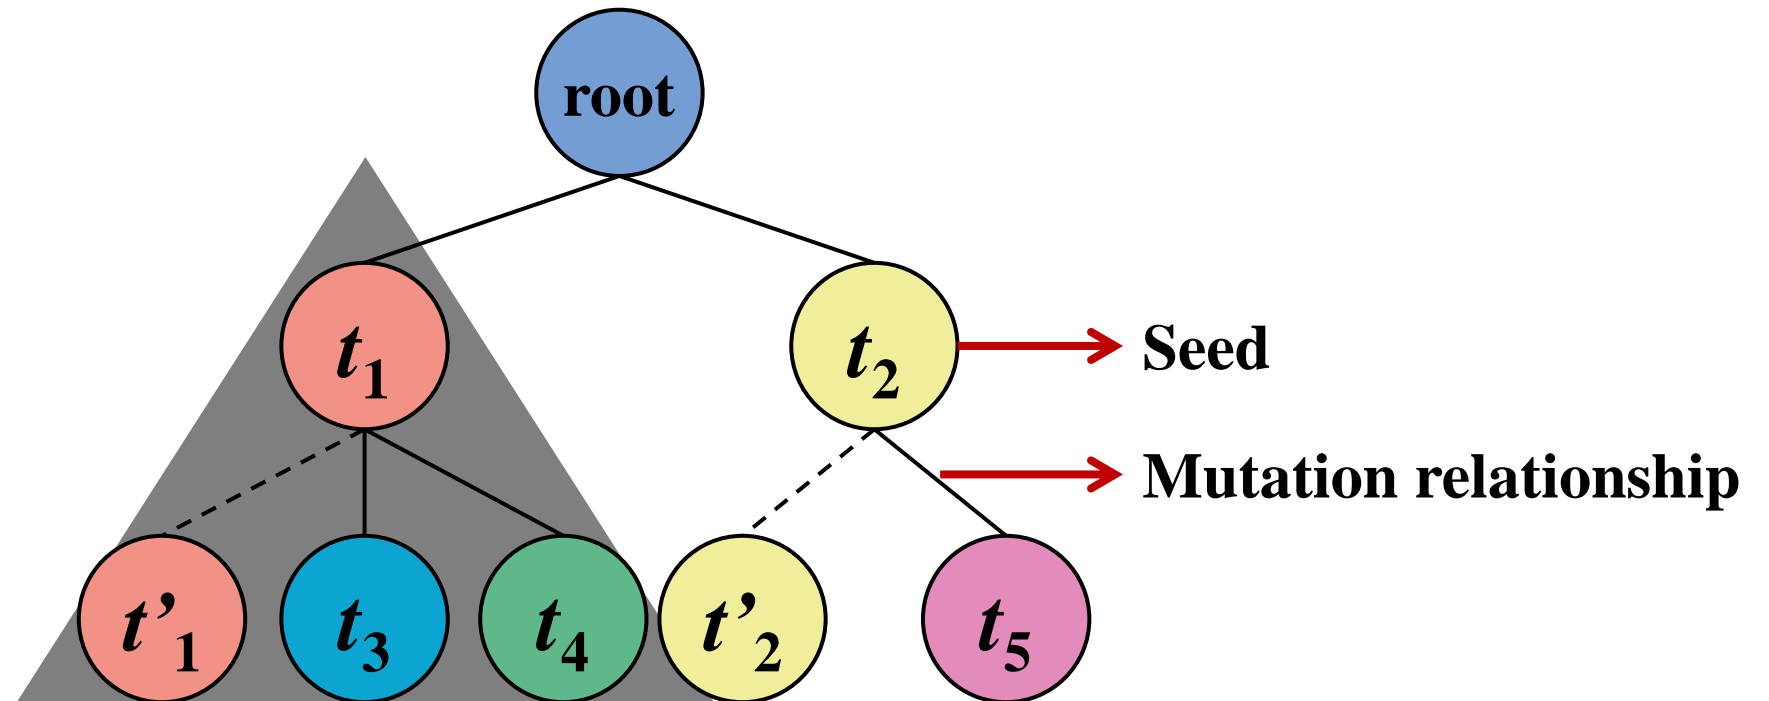 root
t1
t2
Seed
Mutation relationship
t’1
t3
t4
t’2
t5